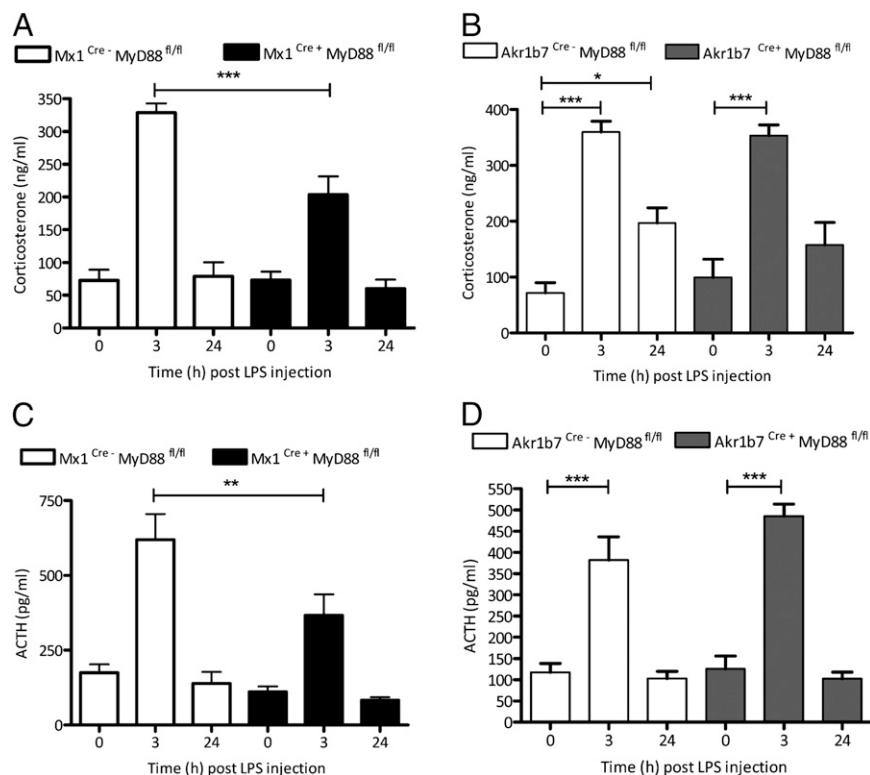 A
Mx1 Cre - MyD88 fl/fl Mx1 Cre + MyD88 fl/fl
***
350
300
250
200
150
100
50
0
Corticosterone (ng/ml)
0 3 24 0 3 24
Time (h) post LPS injection
B
Akr1b7 Cre - MyD88 fl/fl Akr1b7 Cre+ MyD88 fl/fl
*
*** ***
400
300
200
100
0
Corticosterone (ng/ml)
0 3 24 0 3 24
Time (h) post LPS injection
C
Mx1 Cre - MyD88 fl/fl Mx1 Cre + MyD88 fl/fl
**
750
500
250
0
ACTH (pg/ml)
0 3 24 0 3 24
Time (h) post LPS injection
D
Akr1b7 Cre - MyD88 fl/fl Akr1b7 Cre + MyD88 fl/fl
*** ***
550
500
450
400
350
300
250
200
150
100
50
0
ACTH (pg/ml)
0 3 24 0 3 24
Time (h) post LPS injection